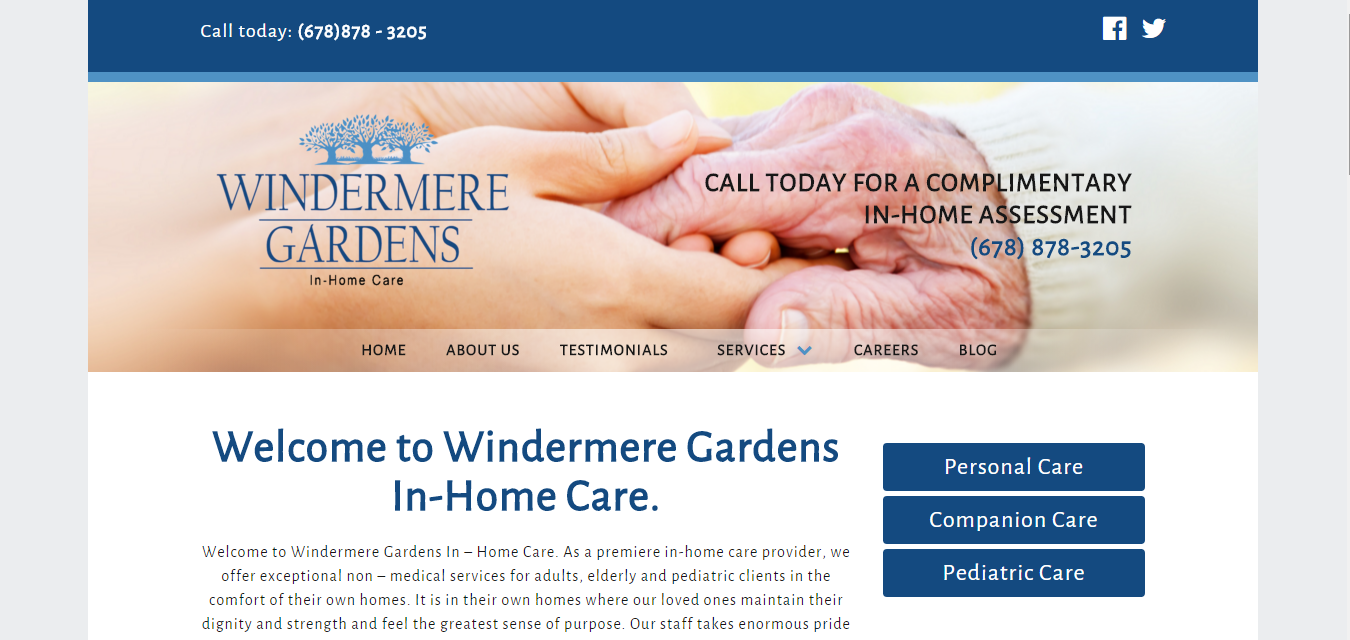 Call today: (678)878 - 3205
WINDERMERE
GARDENS
In-Home Care
CALL TODAY FOR A COMPLIMENTARY
IN-HOME ASSESSMENT
(678) 878-3205
HOME ABOUT US TESTIMONIALS SERVICES CAREERS BLOG
Welcome to Windermere Gardens
In-Home Care.
Welcome to Windermere Gardens In – Home Care. As a premiere in-home care provider, we
offer exceptional non – medical services for adults, elderly and pediatric clients in the
comfort of their own homes. It is in their own homes where our loved ones maintain their
dignity and strength and feel the greatest sense of purpose. Our staff takes enormous pride
Personal Care
Companion Care
Pediatric Care